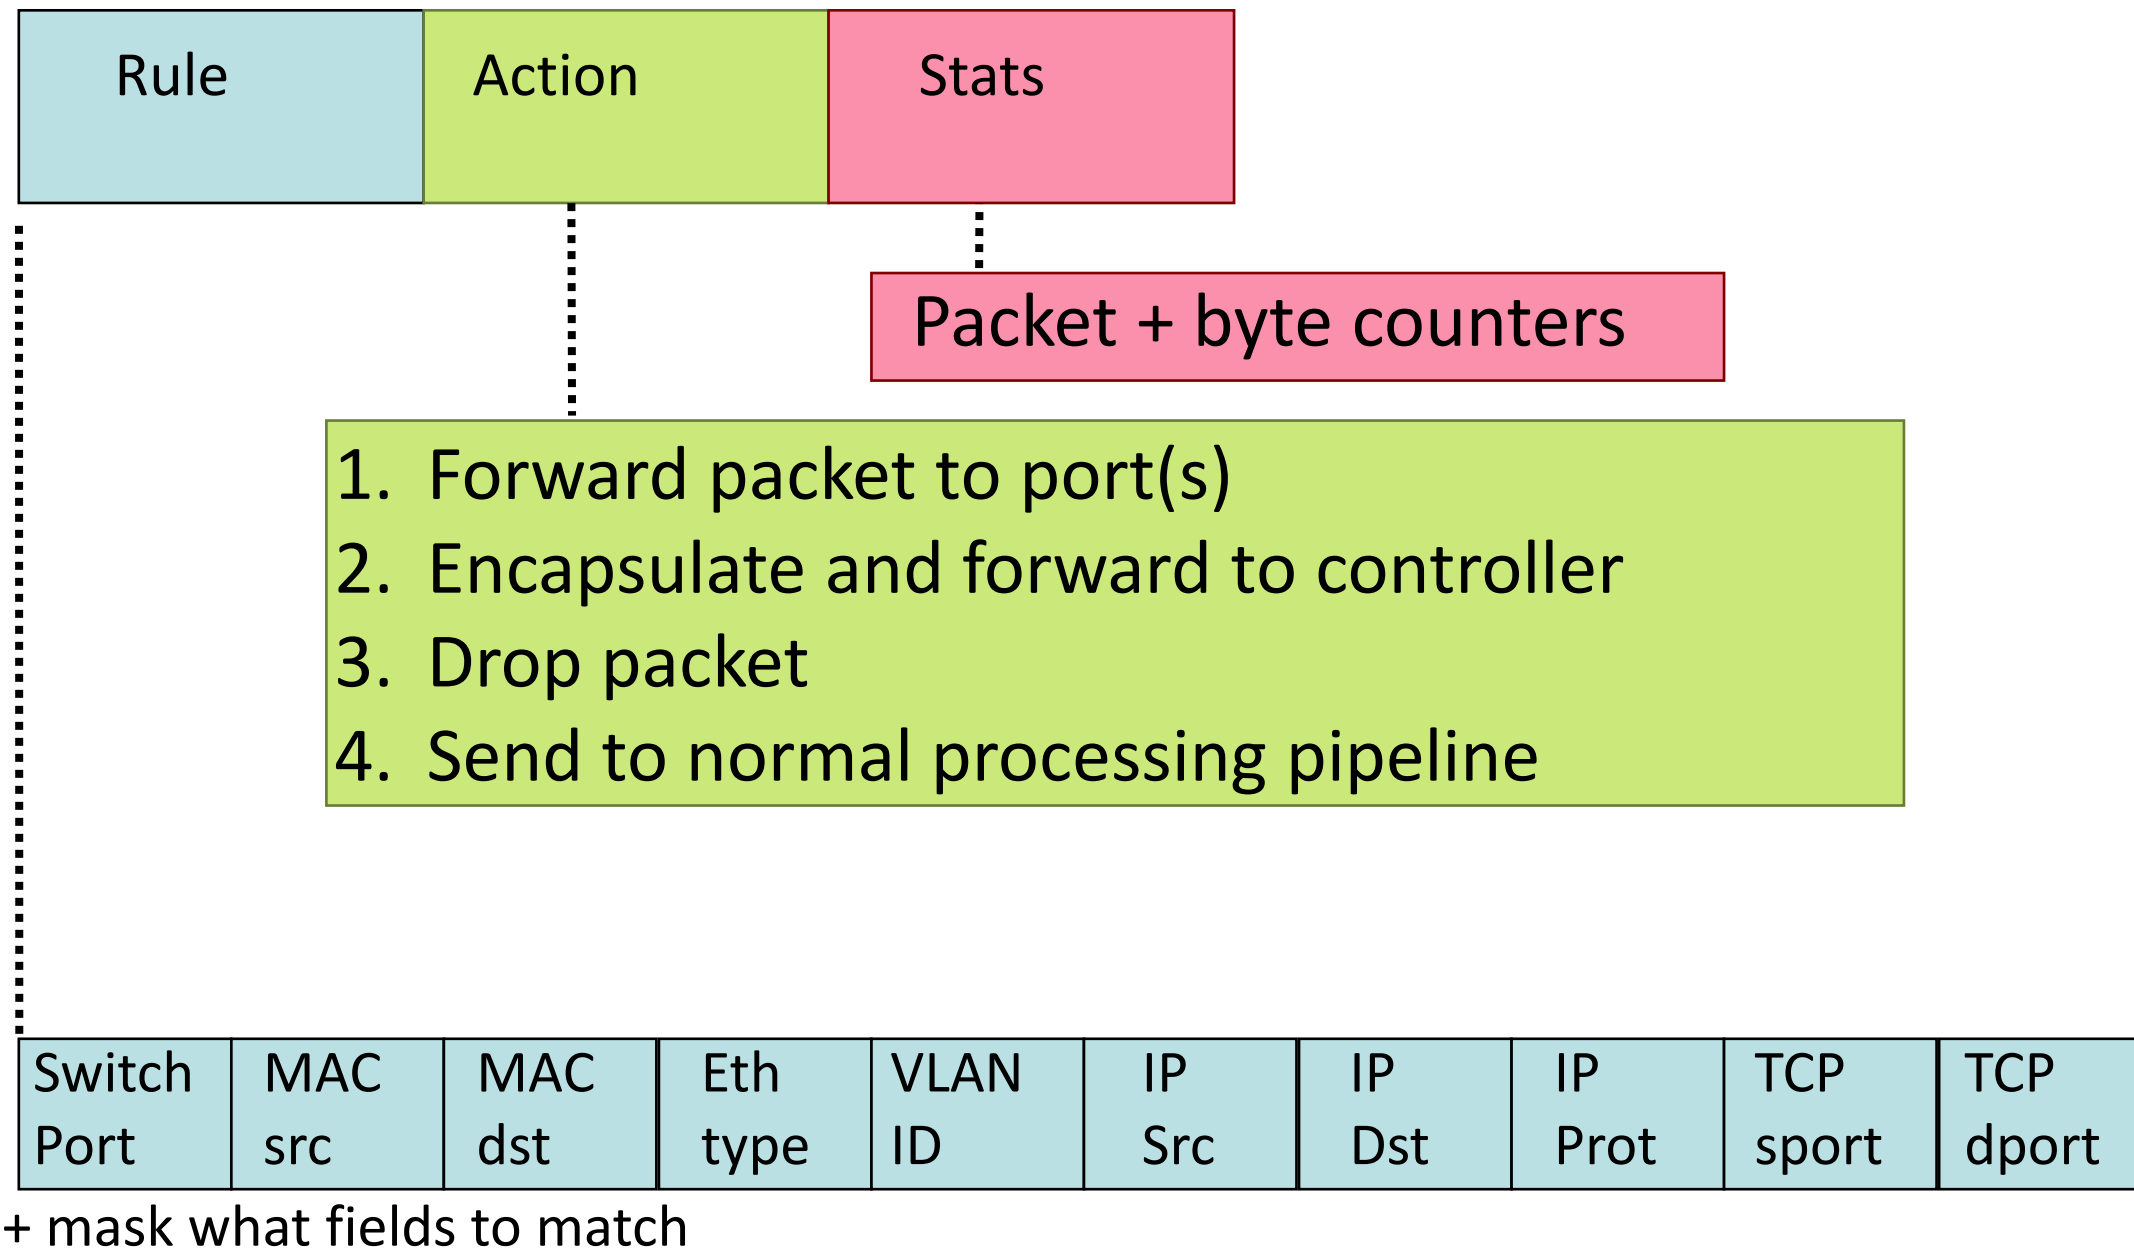 Rule
Action
Stats
Packet + byte counters
1. Forward packet to port(s)
2. Encapsulate and forward to controller
3. Drop packet
4. Send to normal processing pipeline
Switch
Port
MAC
src
MAC
dst
Eth
type
VLAN
ID
IP
Src
IP
Dst
IP
Prot
TCP
sport
TCP
dport
+ mask what fields to match